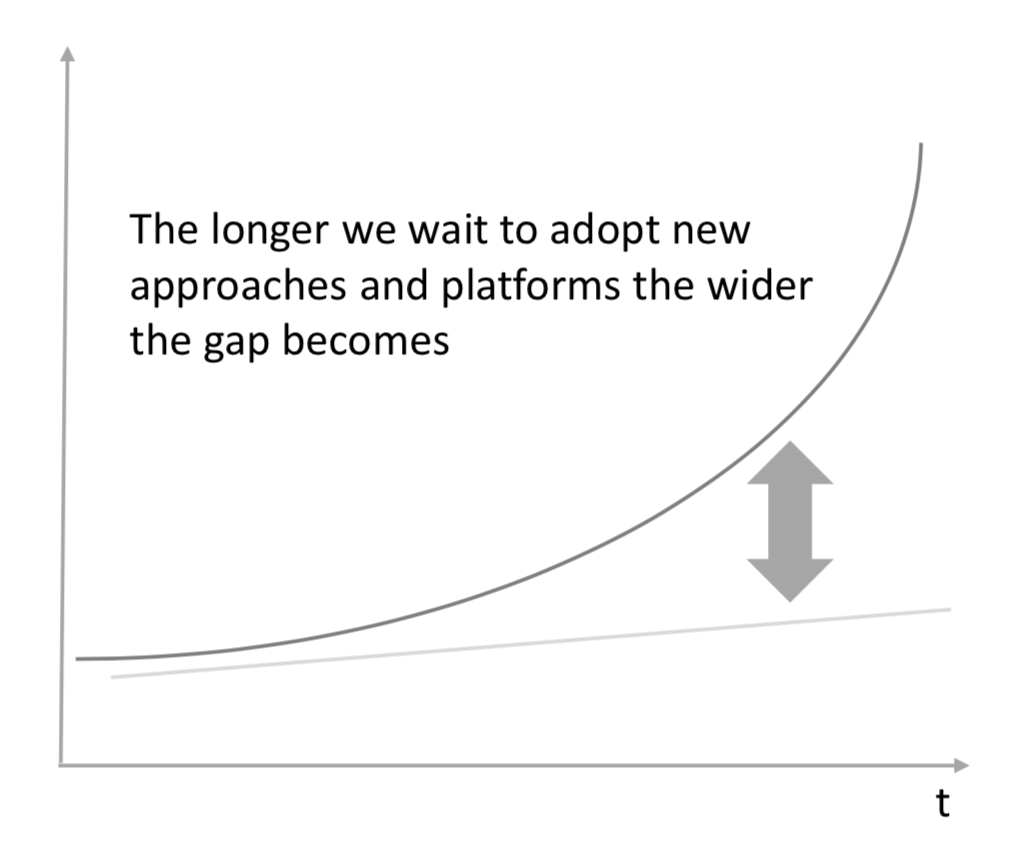 The longer we wait to adopt new
approaches and platforms the wider
the gap becomes
t